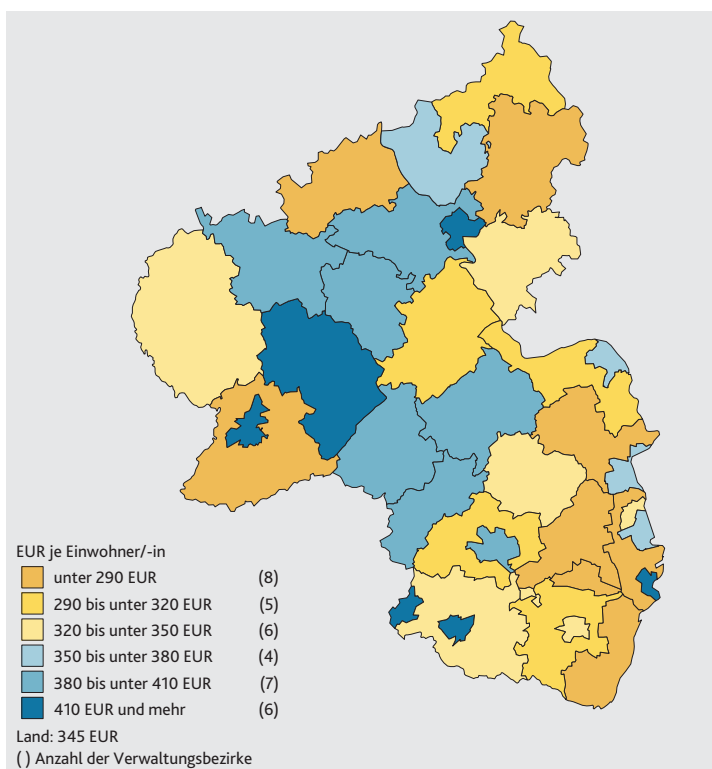 EUR je Einwohner/-in
unter 290 EUR (8)
290 bis unter 320 EUR (5)
320 bis unter 350 EUR (6)
350 bis unter 380 EUR (4)
380 bis unter 410 EUR (7)
410 EUR und mehr (6)
Land: 345 EUR
( ) Anzahl der Verwaltungsbezirke